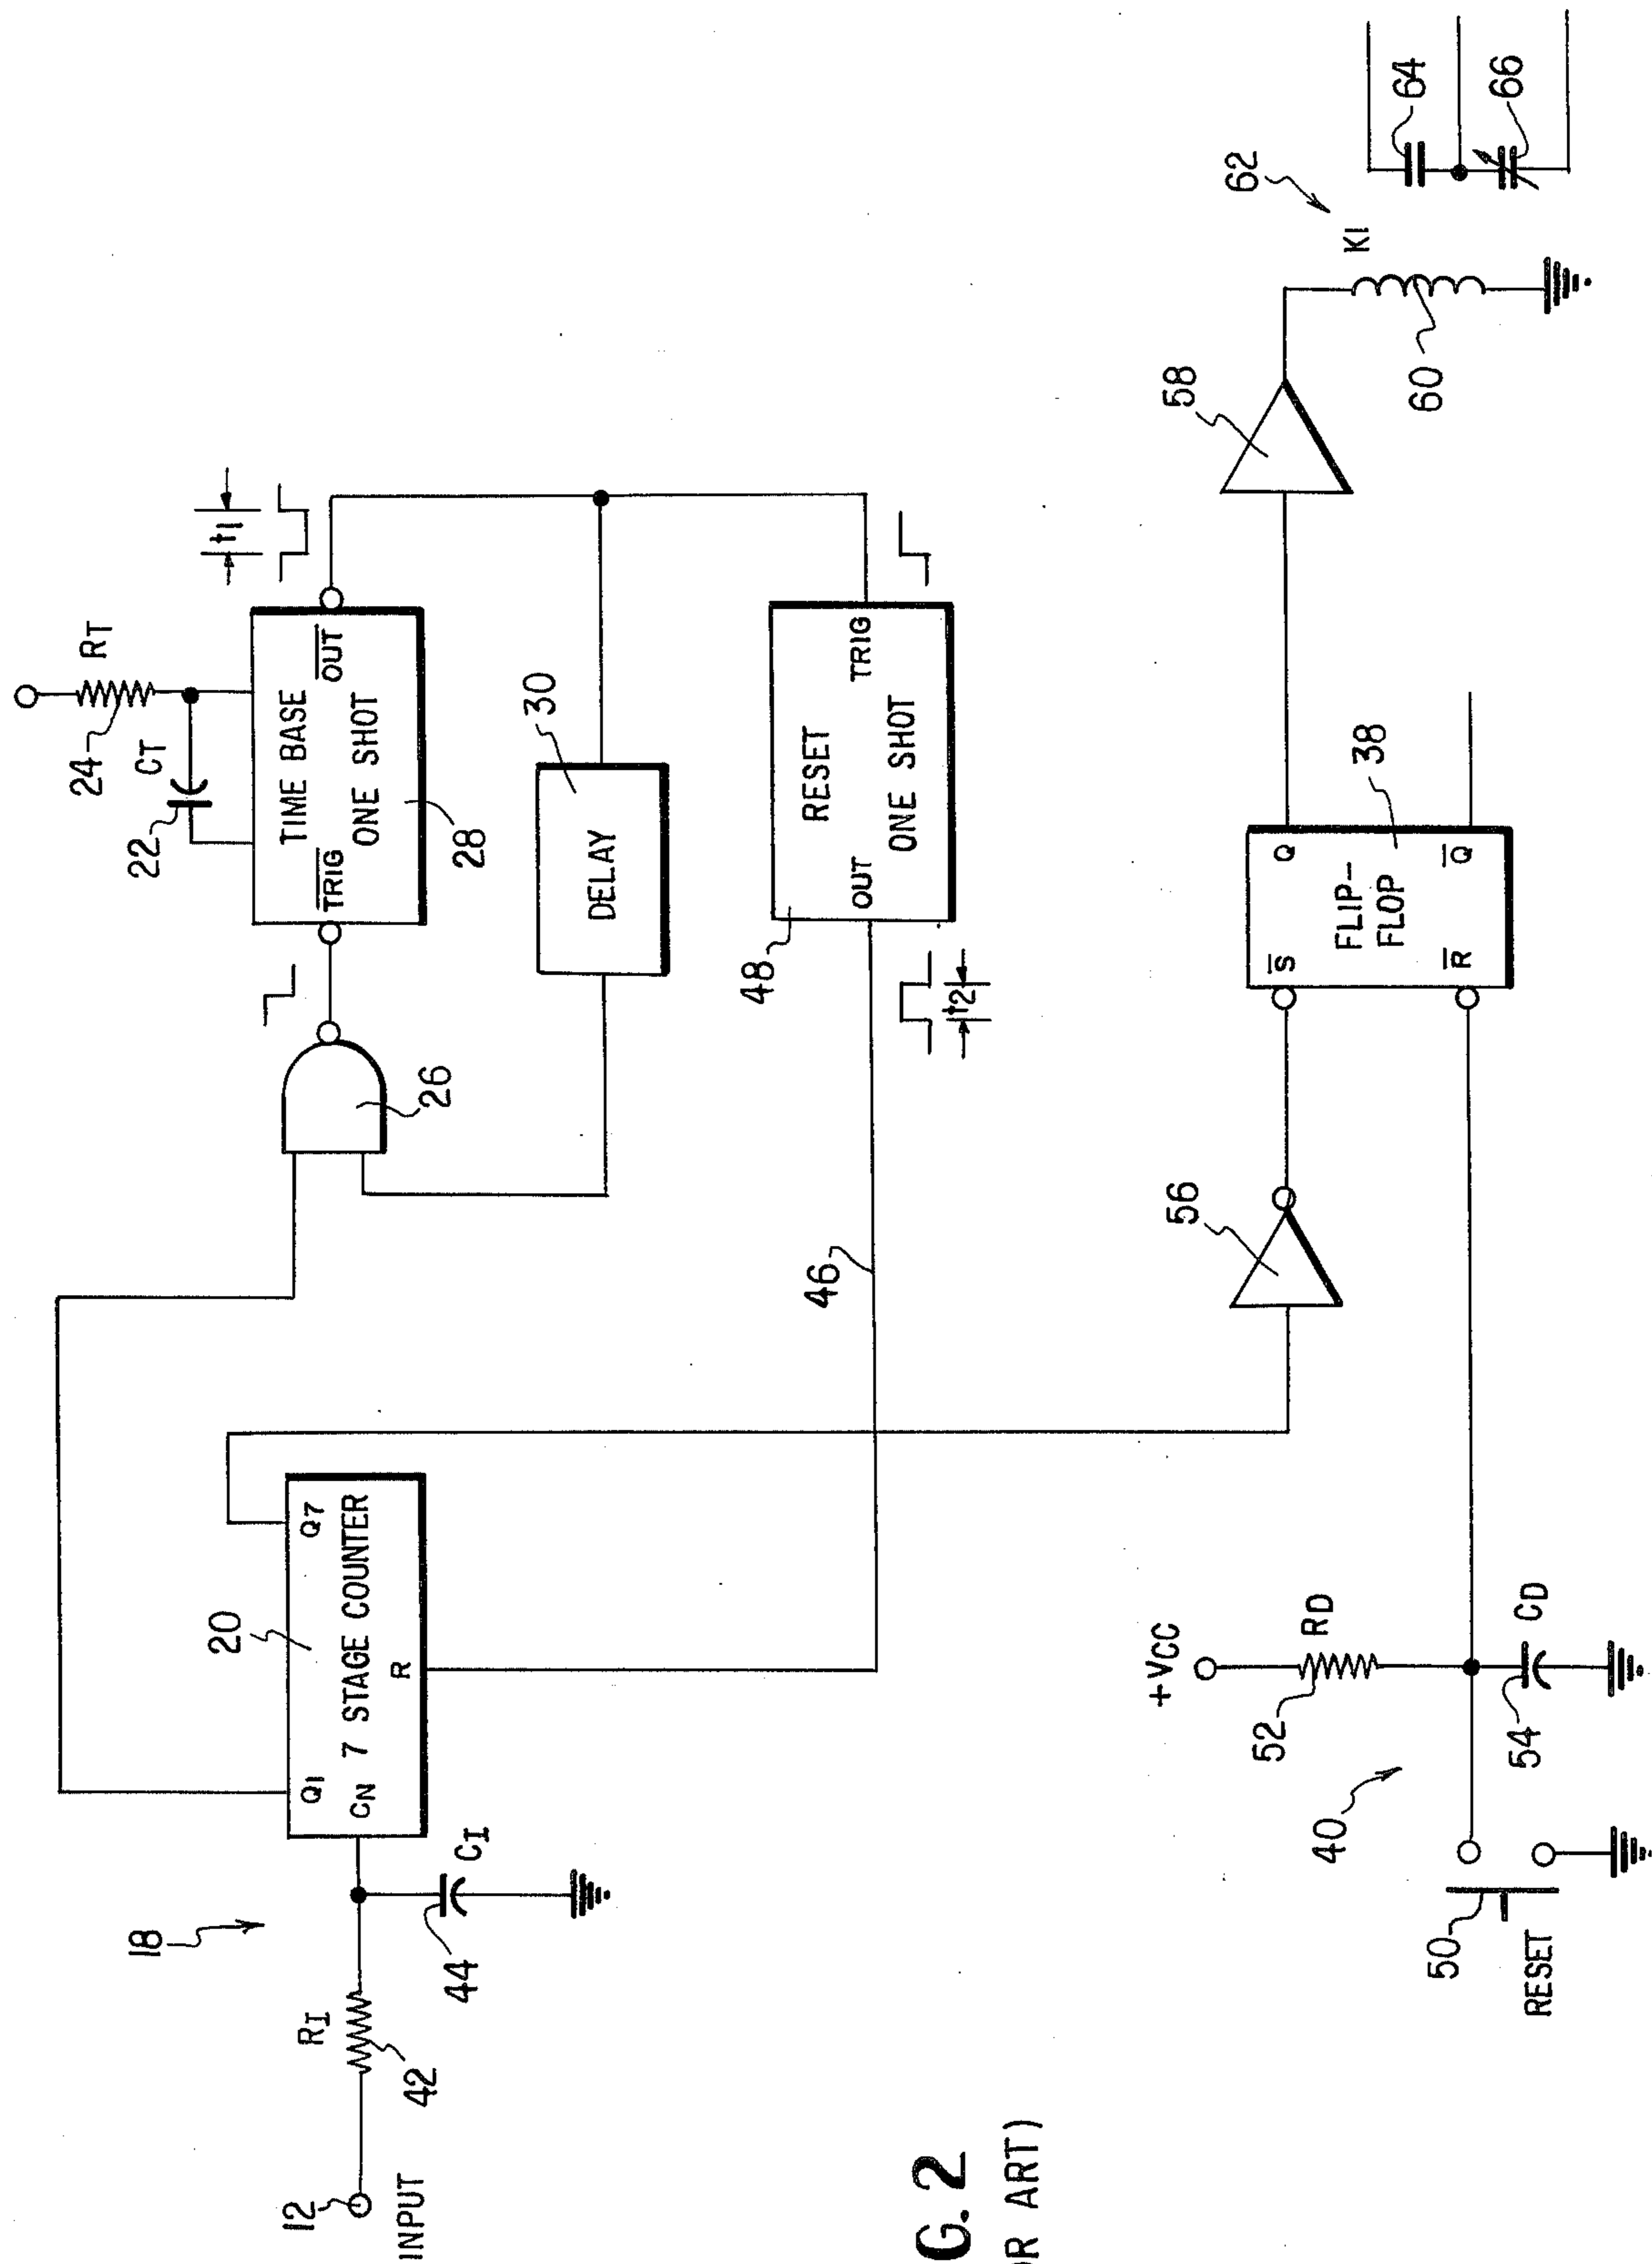 18
12
INPUT
RI
42
44
CI
20
Q1
Q7
CN 7 STAGE COUNTER
R
26
22
CT
24
RT
TRIG
TIME BASE
OUT
ONE SHOT
28
t1
30
DELAY
46
48
OUT
RESET
TRIG
ONE SHOT
t2
RESET
50
40
+VCC
52
RD
54
CD
56
S
Q
FLIP-
FLOP
R
Q
38
58
60
K1
62
64
66
G. 2
OR ART)